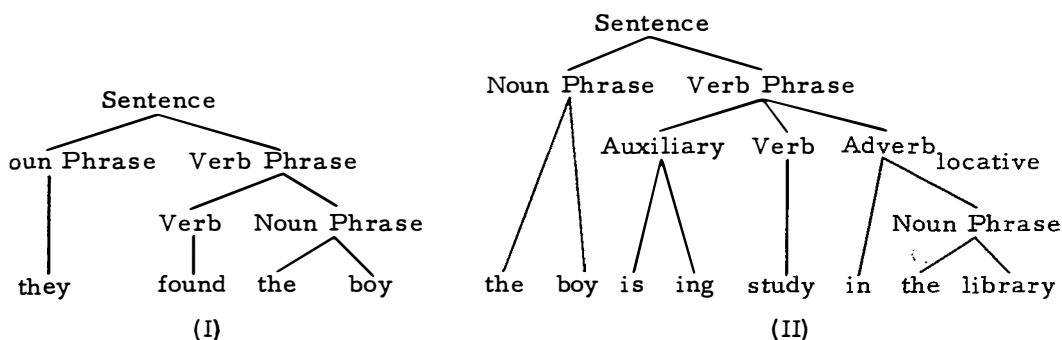 Sentence
Noun Phrase Verb Phrase
Sentence
Auxiliary Verb Adverb locative
oun Phrase Verb Phrase
Noun Phrase
Verb Noun Phrase
they found the boy
the boy is ing study in the library
(I)
(II)